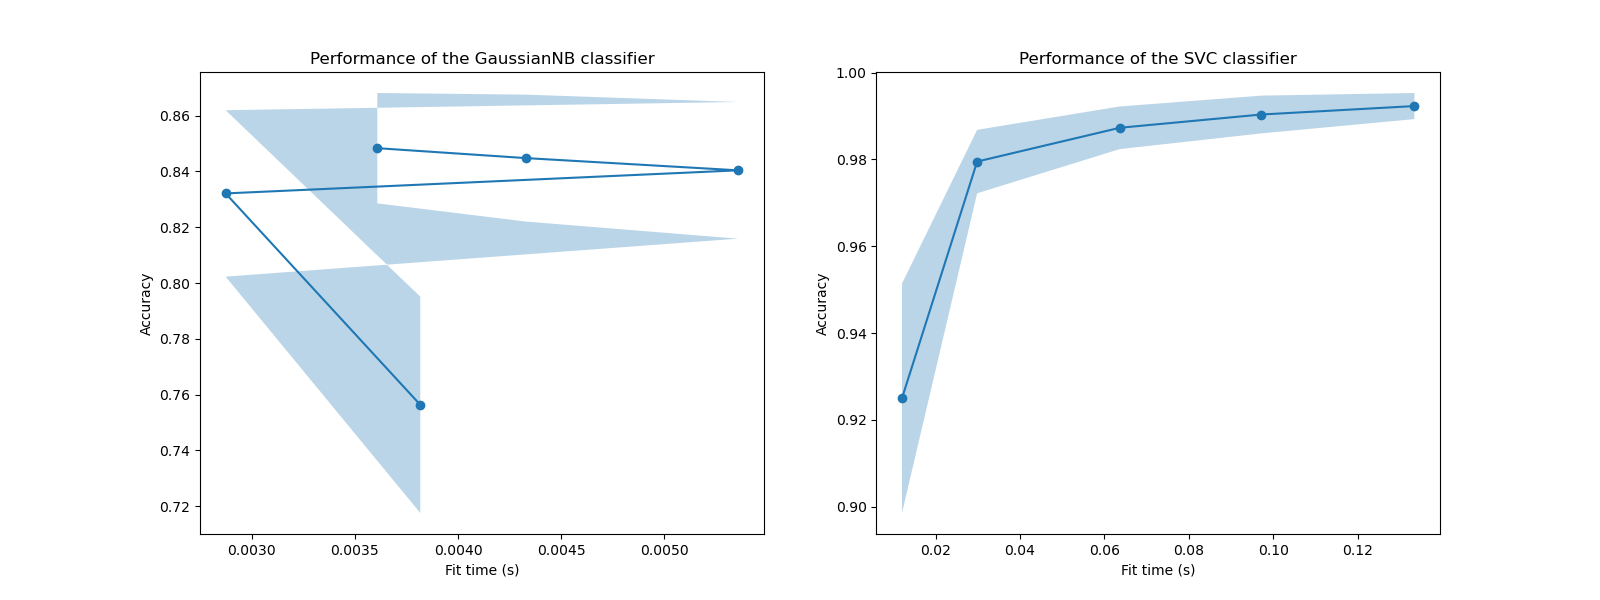 Performance of the GaussianNB classifier
0.86
0.84
0.82
0.80
0.78
0.76
0.74
0.72
Accuracy
0.0030 0.0035 0.0040 0.0045 0.0050
Fit time (s)
Performance of the SVC classifier
1.00
0.98
0.96
0.94
0.92
0.90
Accuracy
0.02 0.04 0.06 0.08 0.10 0.12
Fit time (s)